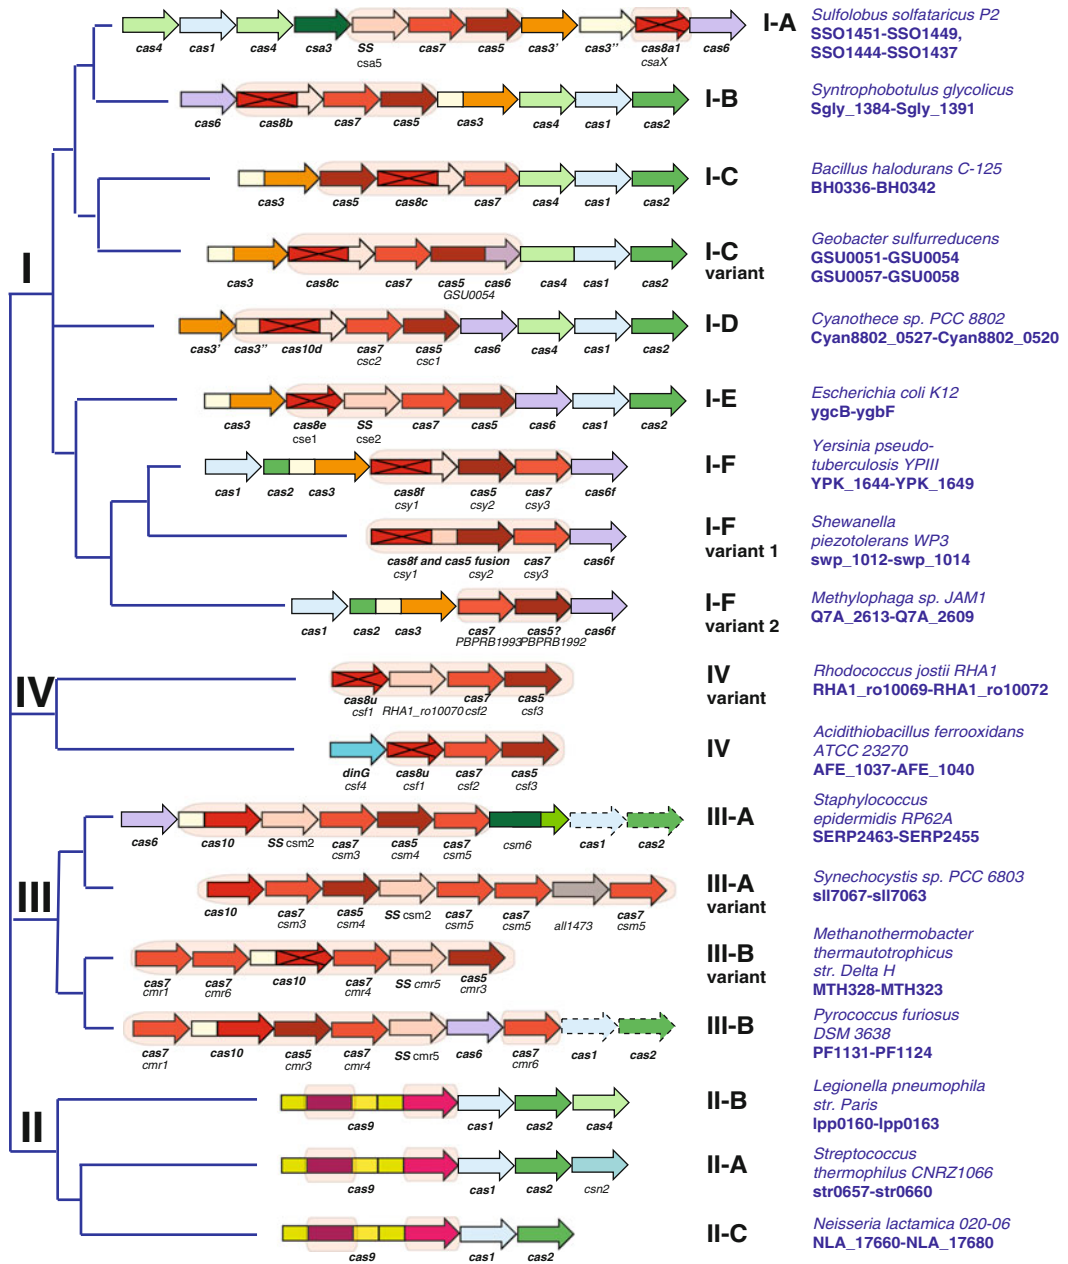 cas4 cas1 cas4 csa3 SS cas7 cas5 cas3' cas3'' cas8a1 cas6
csa5 csaX
I-A
Sulfolobus solfataricus P2
SSO1451-SSO1449,
SSO1444-SSO1437
cas6 cas8b cas7 cas5 cas3 cas4 cas1 cas2
I-B
Syntrophobotulus glycolicus
Sgly_1384-Sgly_1391
cas3 cas5 cas8c cas7 cas4 cas1 cas2
I-C
Bacillus halodurans C-125
BH0336-BH0342
I
cas3 cas8c cas7 cas5 cas6 cas4 cas1 cas2
GSU0054
I-C
variant
Geobacter sulfurreducens
GSU0051-GSU0054
GSU0057-GSU0058
cas3' cas3'' cas10d cas7 cas5 cas6 cas4 cas1 cas2
csc2 csc1
I-D
Cyanothece sp. PCC 8802
Cyan8802_0527-Cyan8802_0520
cas3 cas8e SS cas7 cas5 cas6 cas1 cas2
cse1 cse2
I-E
Escherichia coli K12
ygcB-ygbF
cas1 cas2 cas3 cas8f cas5 cas7 cas6f
csy1 csy2 csy3
I-F
Yersinia pseudo-
tuberculosis YPIII
YPK_1644-YPK_1649
cas8f and cas5 fusion cas7 cas6f
csy1 csy2 csy3
I-F
variant 1
Shewanella
piezotolerans WP3
swp_1012-swp_1014
cas1 cas2 cas3 cas7 cas5? cas6f
PBPRB1993 PBPRB1992
I-F
variant 2
Methylophaga sp. JAM1
Q7A_2613-Q7A_2609
IV
cas8u cas7 cas5
csf1 RHA1_ro10070 csf2 csf3
IV
variant
Rhodococcus jostii RHA1
RHA1_ro10069-RHA1_ro10072
dinG cas8u cas7 cas5
csf4 csf1 csf2 csf3
IV
Acidithiobacillus ferrooxidans
ATCC 23270
AFE_1037-AFE_1040
cas6 cas10 SS csm2 cas7 cas5 cas7 csm6 cas1 cas2
csm3 csm4 csm5
III-A
Staphylococcus
epidermidis RP62A
SERP2463-SERP2455
III
cas10 cas7 cas5 SS csm2 cas7 cas7 all1473 cas7
csm3 csm4 csm5 csm5 csm5
III-A
variant
Synechocystis sp. PCC 6803
sll7067-sll7063
cas7 cas7 cas10 cas7 SS cmr5 cas5
cmr1 cmr6 cmr4 cmr3
III-B
variant
Methanothermobacter
thermautotrophicus
str. Delta H
MTH328-MTH323
cas7 cas10 cas5 cas7 SS cmr5 cas6 cas7 cas1 cas2
cmr1 cmr3 cmr4 cmr6
III-B
Pyrococcus furiosus
DSM 3638
PF1131-PF1124
II
cas9 cas1 cas2 cas4
II-B
Legionella pneumophila
str. Paris
lpp0160-lpp0163
cas9 cas1 cas2 csn2
II-A
Streptococcus
thermophilus CNRZ1066
str0657-str0660
cas9 cas1 cas2
II-C
Neisseria lactamica 020-06
NLA_17660-NLA_17680